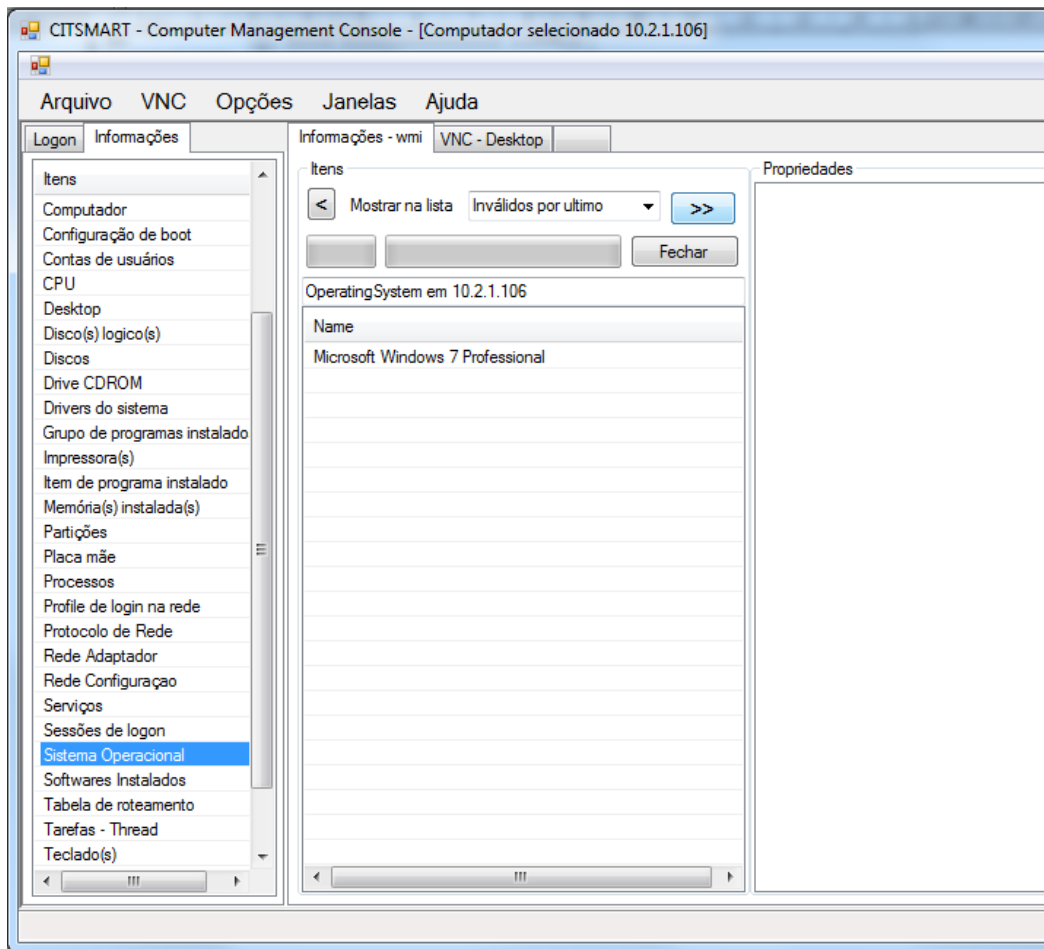 CITSMART - Computer Management Console - [Computador selecionado 10.2.1.106]
Arquivo VNC Opções Janelas Ajuda
Logon Informações
Itens
Computador
Configuração de boot
Contas de usuários
CPU
Desktop
Disco(s) logico(s)
Discos
Drive CDROM
Drivers do sistema
Grupo de programas instalado
Impressora(s)
Item de programa instalado
Memória(s) instalada(s)
Partições
Placa mãe
Processos
Profile de login na rede
Protocolo de Rede
Rede Adaptador
Rede Configuraçao
Serviços
Sessões de logon
Sistema Operacional
Softwares Instalados
Tabela de roteamento
Tarefas - Thread
Teclado(s)
Informações - wmi VNC - Desktop
Itens
< Mostrar na lista Inválidos por ultimo >>
Fechar
OperatingSystem em 10.2.1.106
Name
Microsoft Windows 7 Professional
Propriedades